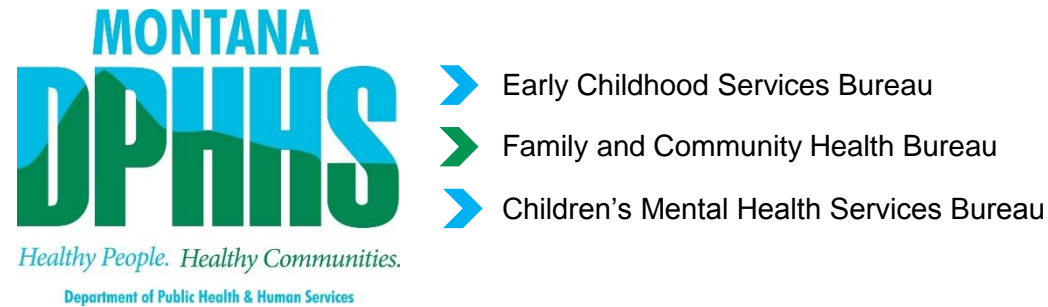 MONTANA
DPHHS
Healthy People. Healthy Communities.
Department of Public Health & Human Services
Early Childhood Services Bureau
Family and Community Health Bureau
Children's Mental Health Services Bureau